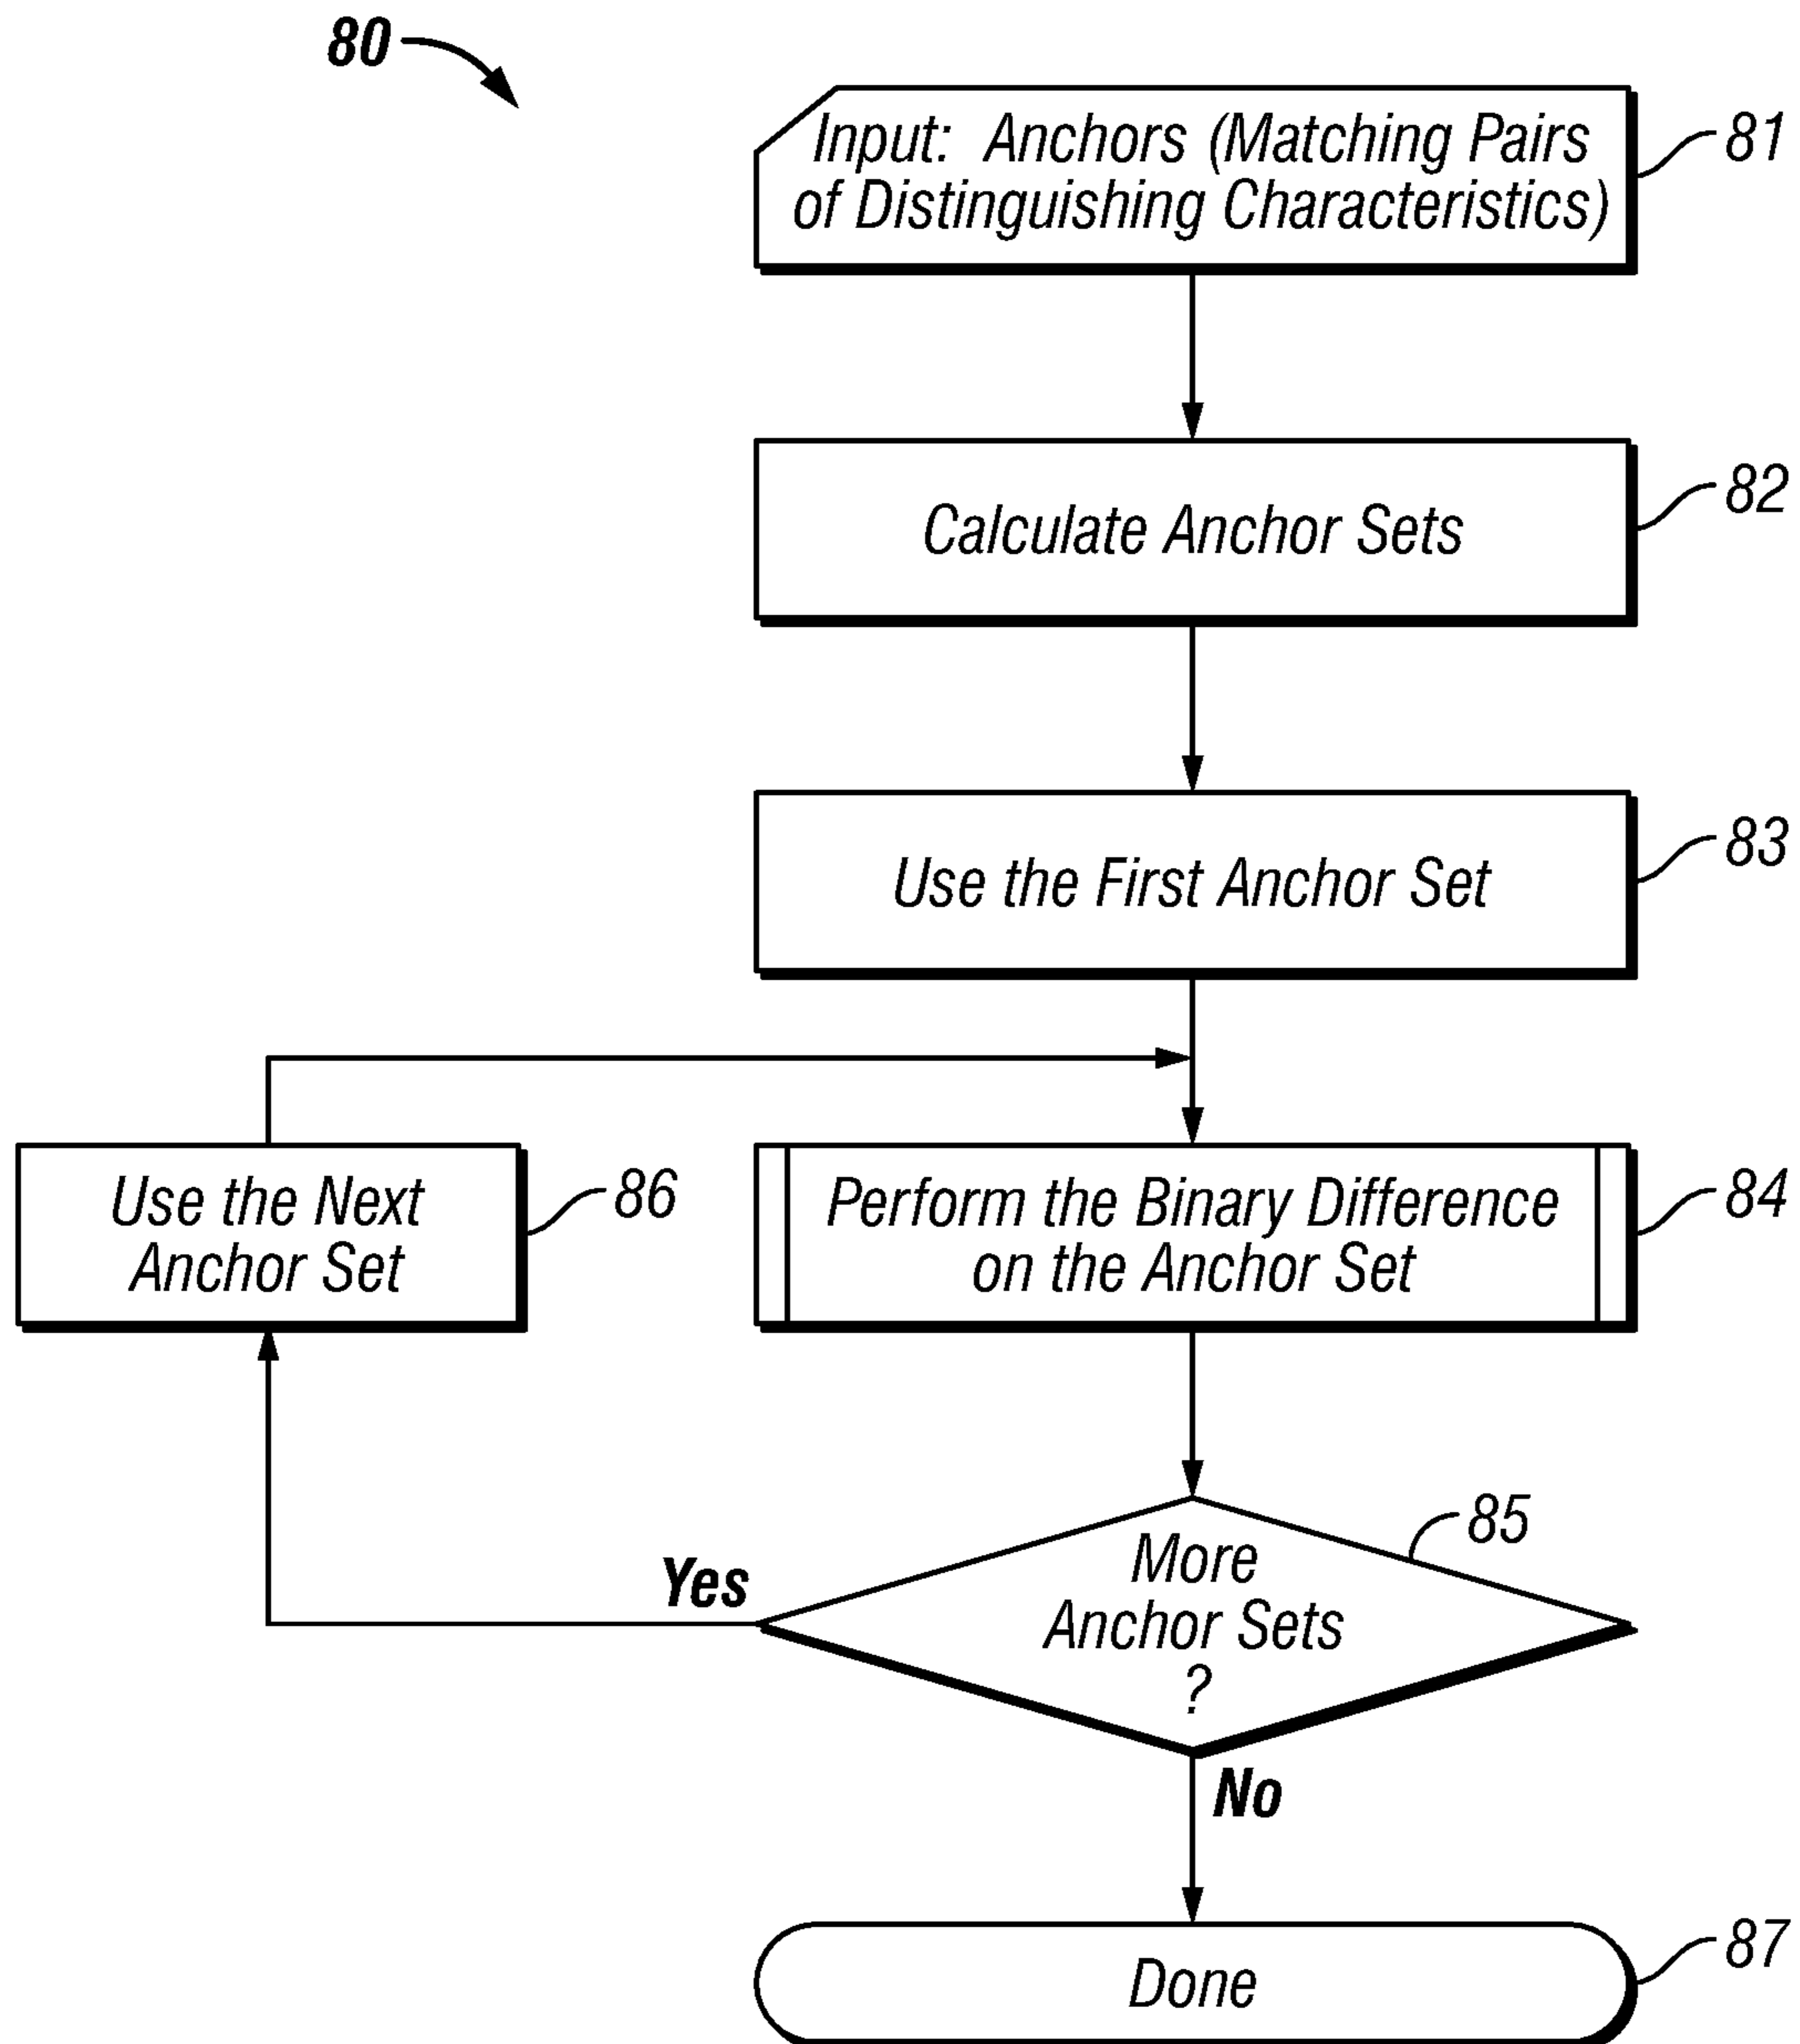 80
Input: Anchors (Matching Pairs
of Distinguishing Characteristics)
81
Calculate Anchor Sets
82
Use the First Anchor Set
83
Use the Next
Anchor Set
86
Perform the Binary Difference
on the Anchor Set
84
More
Anchor Sets
?
85
Yes
No
Done
87